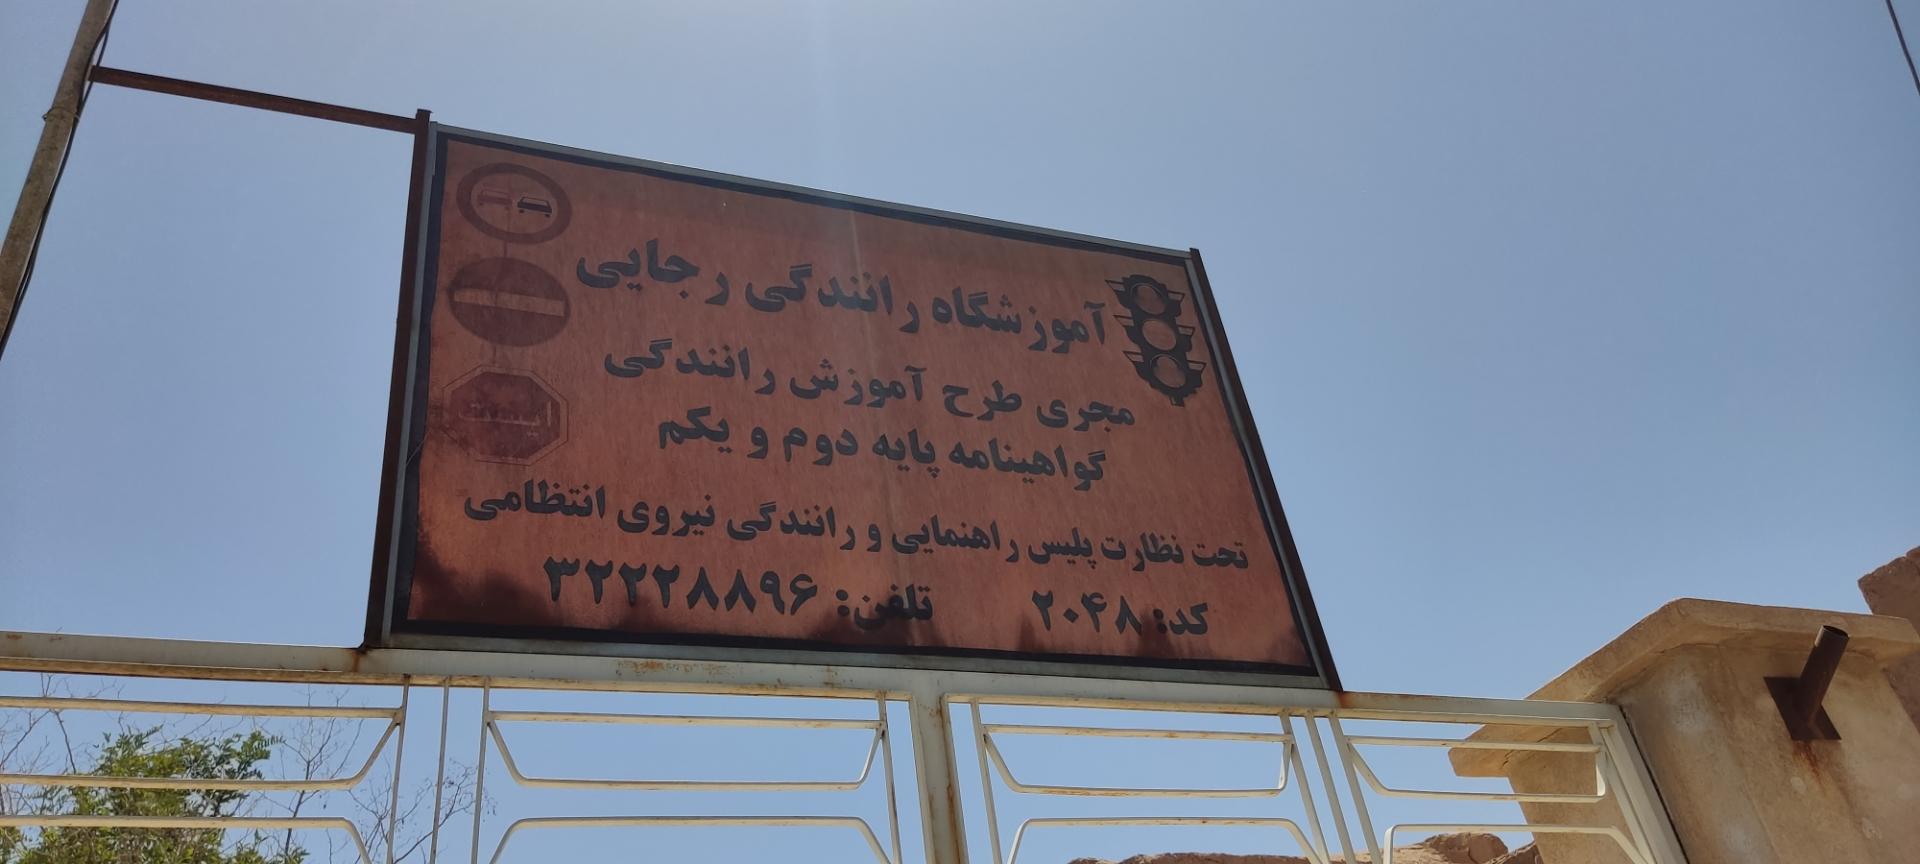 آموزشگاه رانندگی رجایی
مجری طرح آموزش رانندگی
گواهینامه پایه دوم و یکم
تحت نظارت پلیس راهنمایی و رانندگی نیروی انتظامی
کد: ۲۰۴۸ تلفن: ۳۲۲۲۸۸۹۶
ایست